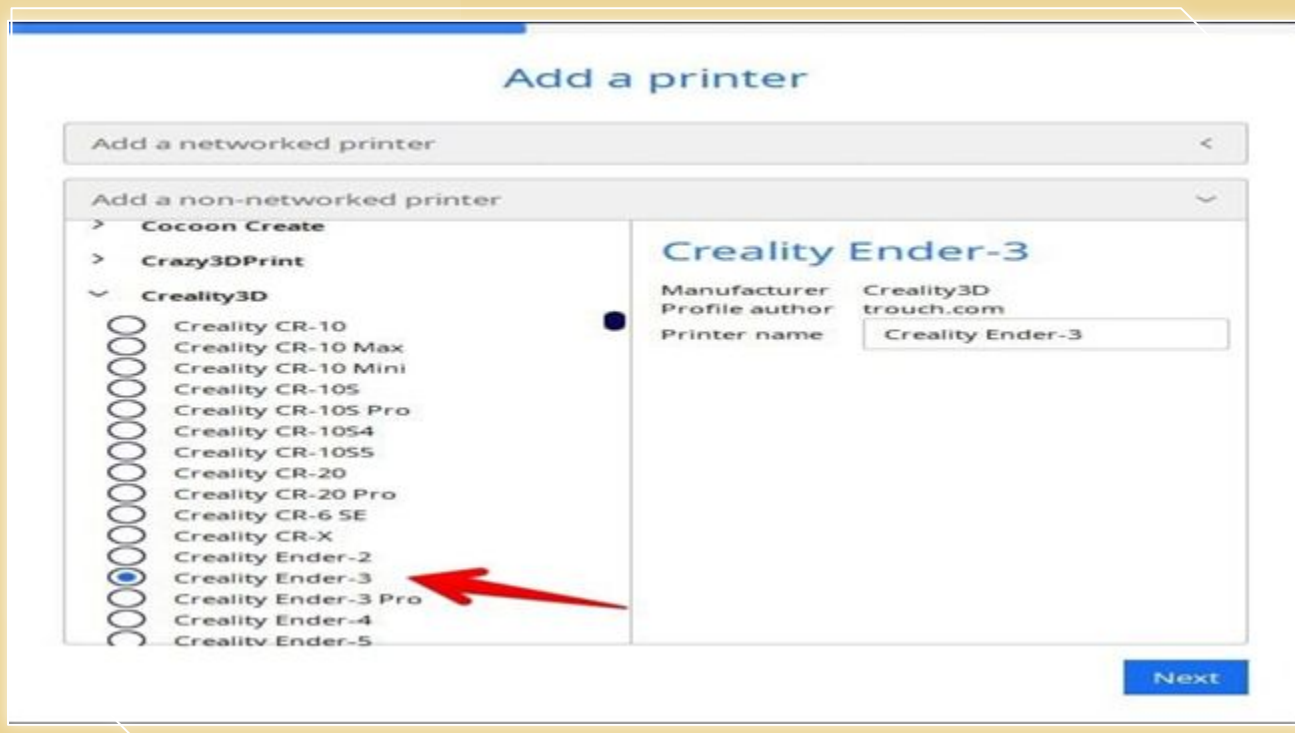 Add a printer
Add a networked printer
Add a non-networked printer
Cocoon Create
Crazy3DPrint
Creality3D
Creality CR-10
Creality CR-10 Max
Creality CR-10 Mini
Creality CR-10S
Creality CR-10S Pro
Creality CR-10S4
Creality CR-10S5
Creality CR-20
Creality CR-20 Pro
Creality CR-6 SE
Creality CR-X
Creality Ender-2
Creality Ender-3
Creality Ender-3 Pro
Creality Ender-4
Creality Ender-5
Creality Ender-3
Manufacturer Creality3D
Profile author trouch.com
Printer name Creality Ender-3
Next